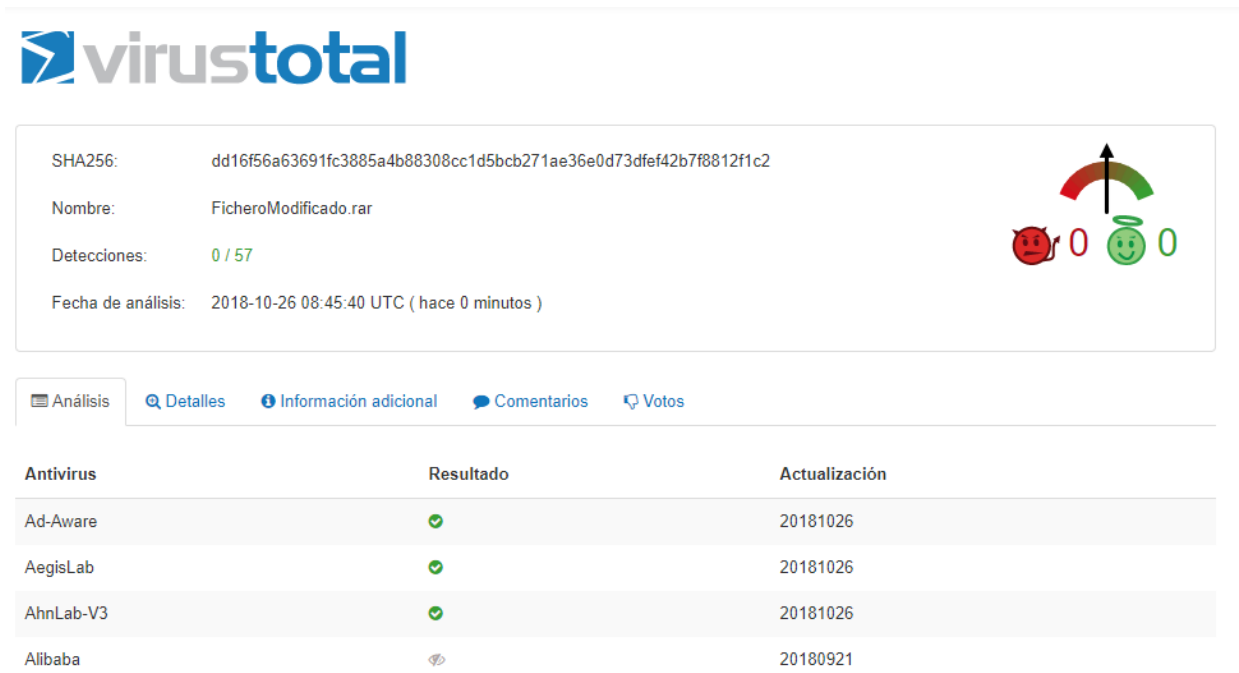 virustotal
SHA256: dd16f56a63691fc3885a4b88308cc1d5bcb271ae36e0d73dfef42b7f8812f1c2
Nombre: FicheroModificado.rar
Detecciones: 0 / 57
0 0
Fecha de análisis: 2018-10-26 08:45:40 UTC ( hace 0 minutos )
Análisis Detalles Información adicional Comentarios Votos
Antivirus Resultado Actualización
Ad-Aware 20181026
AegisLab 20181026
AhnLab-V3 20181026
Alibaba 20180921